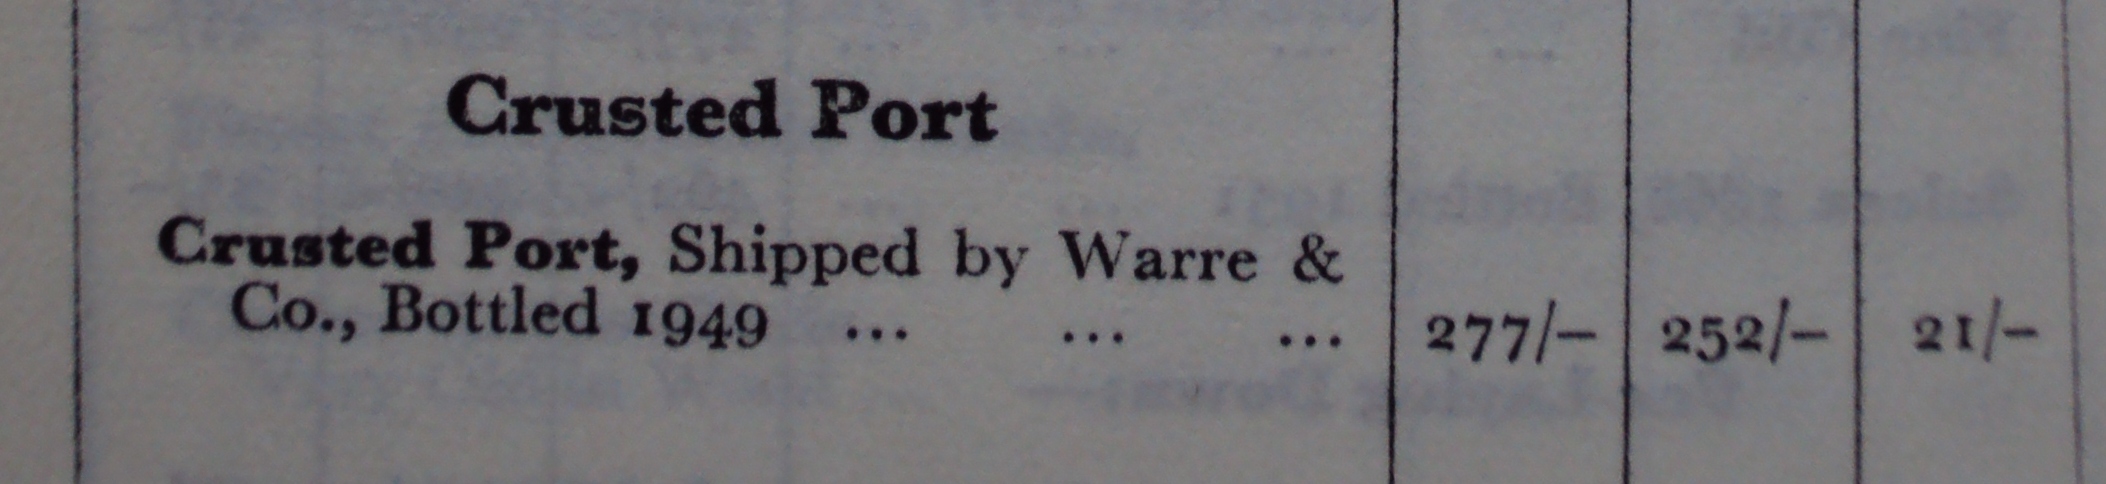 Crusted Port
Crusted Port, Shipped by Warre &
Co., Bottled 1949 ... ... ... 277/– 252/– 21/–